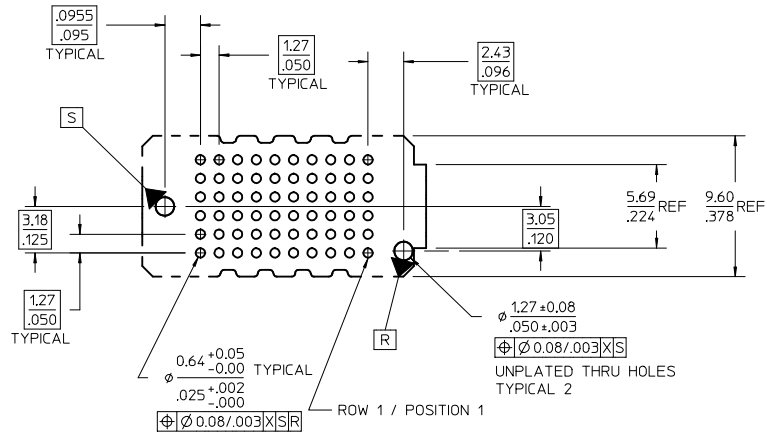 .0955
.095
TYPICAL
1.27
.050
TYPICAL
2.43
.096
TYPICAL
S
3.18
.125
1.27
.050
TYPICAL
3.05
.120
5.69
.224
REF
9.60
.378
REF
R
⌀ 1.27 ±0.08
.050 ±.003
⌖ ⌀ 0.08/.003 X S
UNPLATED THRU HOLES
TYPICAL 2
⌀ 0.64 +0.05
-0.00
TYPICAL
.025 +.002
-.000
⌖ ⌀ 0.08/.003 X S R
ROW 1 / POSITION 1